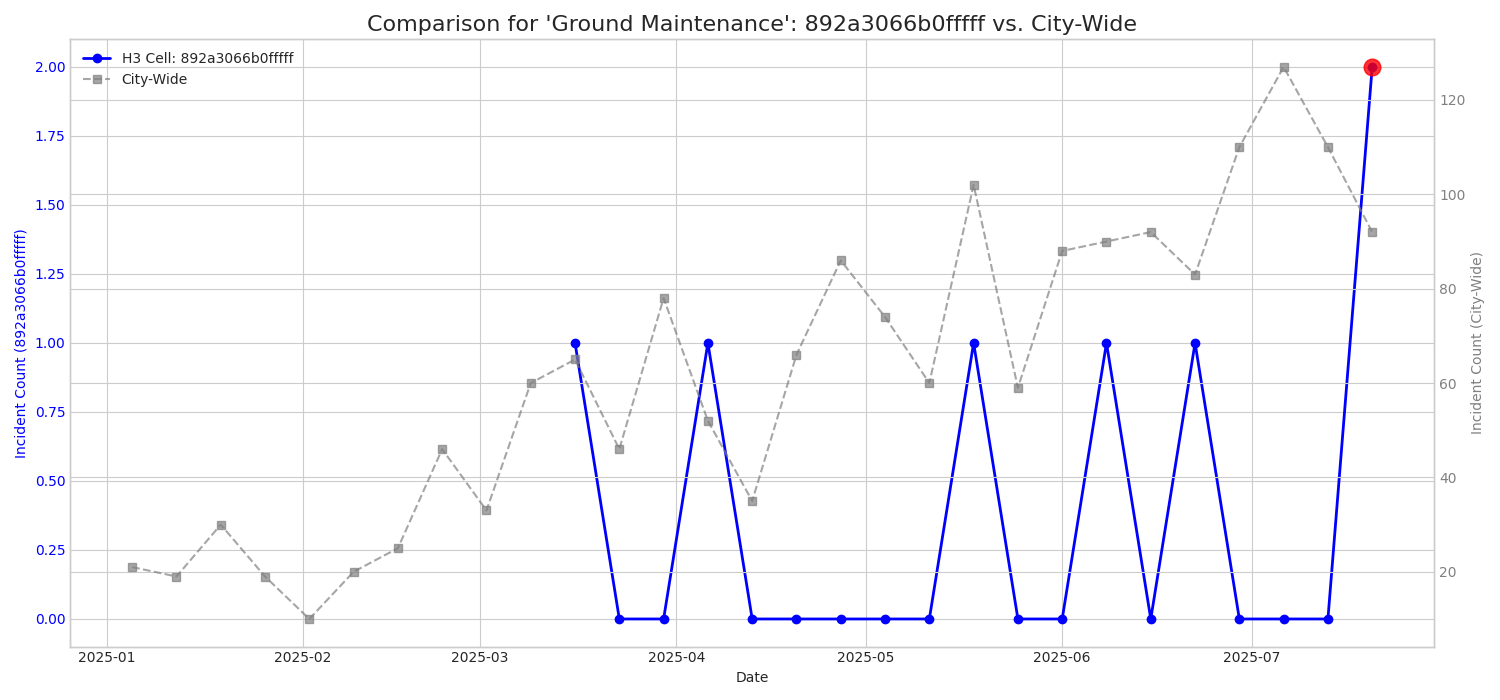 Comparison for 'Ground Maintenance': 892a3066b0fffff vs. City-Wide
H3 Cell: 892a3066b0fffff
City-Wide
2.00
1.75
1.50
1.25
1.00
0.75
0.50
0.25
0.00
Incident Count (892a3066b0fffff)
120
100
80
60
40
20
Incident Count (City-Wide)
2025-01 2025-02 2025-03 2025-04 2025-05 2025-06 2025-07
Date